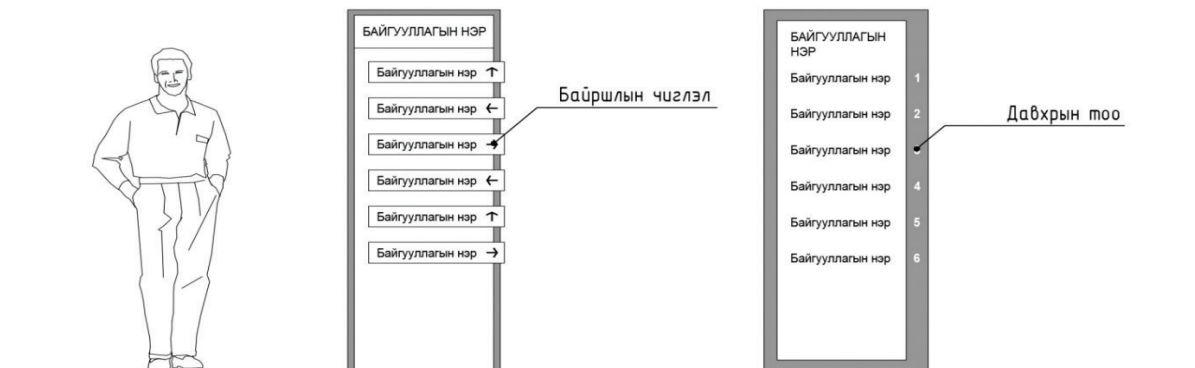 БАЙГУУЛЛАГЫН НЭР
Байгууллагын нэр ↑
Байгууллагын нэр ←
Байгууллагын нэр →
Байгууллагын нэр ←
Байгууллагын нэр ↑
Байгууллагын нэр →
Байршлын чиглэл
БАЙГУУЛЛАГЫН
НЭР
Байгууллагын нэр 1
Байгууллагын нэр 2
Байгууллагын нэр
Байгууллагын нэр 4
Байгууллагын нэр 5
Байгууллагын нэр 6
Давхрын тоо